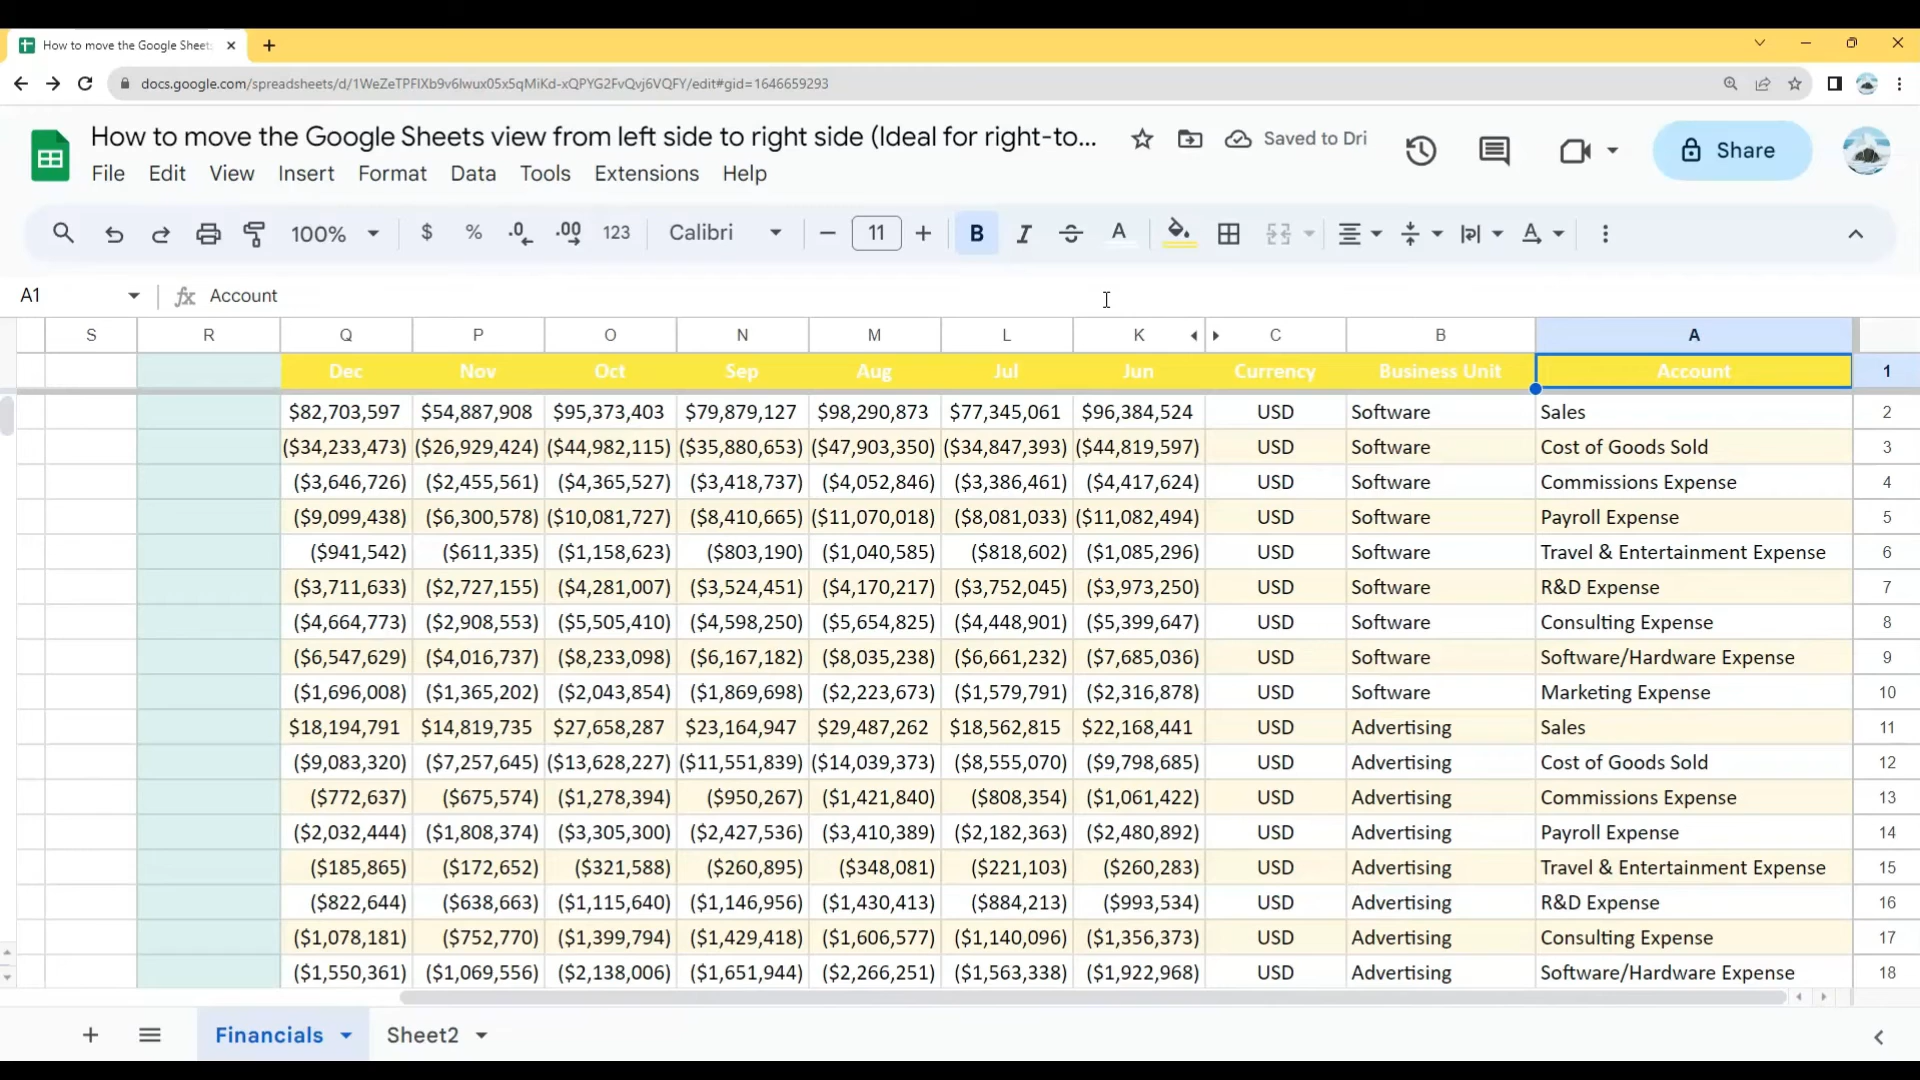 How to move the Google Sheets
docs.google.com/spreadsheets/d/1WeZeTPFlXb9v6lwux05x5qMiKd-xQPYG2FvQvj6VQFY/edit#gid=1646659293
How to move the Google Sheets view from left side to right side (Ideal for right-to... Saved to Dri
Share
File Edit View Insert Format Data Tools Extensions Help
100% $ % .0 .00 123 Calibri 11 B I S A
A1 fx Account
S R Q P O N M L K C B A
Dec Nov Oct Sep Aug Jul Jun Currency Business Unit Account 1
$82,703,597 $54,887,908 $95,373,403 $79,879,127 $98,290,873 $77,345,061 $96,384,524 USD Software Sales 2
($34,233,473) ($26,929,424) ($44,982,115) ($35,880,653) ($47,903,350) ($34,847,393) ($44,819,597) USD Software Cost of Goods Sold 3
($3,646,726) ($2,455,561) ($4,365,527) ($3,418,737) ($4,052,846) ($3,386,461) ($4,417,624) USD Software Commissions Expense 4
($9,099,438) ($6,300,578) ($10,081,727) ($8,410,665) ($11,070,018) ($8,081,033) ($11,082,494) USD Software Payroll Expense 5
($941,542) ($611,335) ($1,158,623) ($803,190) ($1,040,585) ($818,602) ($1,085,296) USD Software Travel & Entertainment Expense 6
($3,711,633) ($2,727,155) ($4,281,007) ($3,524,451) ($4,170,217) ($3,752,045) ($3,973,250) USD Software R&D Expense 7
($4,664,773) ($2,908,553) ($5,505,410) ($4,598,250) ($5,654,825) ($4,448,901) ($5,399,647) USD Software Consulting Expense 8
($6,547,629) ($4,016,737) ($8,233,098) ($6,167,182) ($8,035,238) ($6,661,232) ($7,685,036) USD Software Software/Hardware Expense 9
($1,696,008) ($1,365,202) ($2,043,854) ($1,869,698) ($2,223,673) ($1,579,791) ($2,316,878) USD Software Marketing Expense 10
$18,194,791 $14,819,735 $27,658,287 $23,164,947 $29,487,262 $18,562,815 $22,168,441 USD Advertising Sales 11
($9,083,320) ($7,257,645) ($13,628,227) ($11,551,839) ($14,039,373) ($8,555,070) ($9,798,685) USD Advertising Cost of Goods Sold 12
($772,637) ($675,574) ($1,278,394) ($950,267) ($1,421,840) ($808,354) ($1,061,422) USD Advertising Commissions Expense 13
($2,032,444) ($1,808,374) ($3,305,300) ($2,427,536) ($3,410,389) ($2,182,363) ($2,480,892) USD Advertising Payroll Expense 14
($185,865) ($172,652) ($321,588) ($260,895) ($348,081) ($221,103) ($260,283) USD Advertising Travel & Entertainment Expense 15
($822,644) ($638,663) ($1,115,640) ($1,146,956) ($1,430,413) ($884,213) ($993,534) USD Advertising R&D Expense 16
($1,078,181) ($752,770) ($1,399,794) ($1,429,418) ($1,606,577) ($1,140,096) ($1,356,373) USD Advertising Consulting Expense 17
($1,550,361) ($1,069,556) ($2,138,006) ($1,651,944) ($2,266,251) ($1,563,338) ($1,922,968) USD Advertising Software/Hardware Expense 18
Financials Sheet2